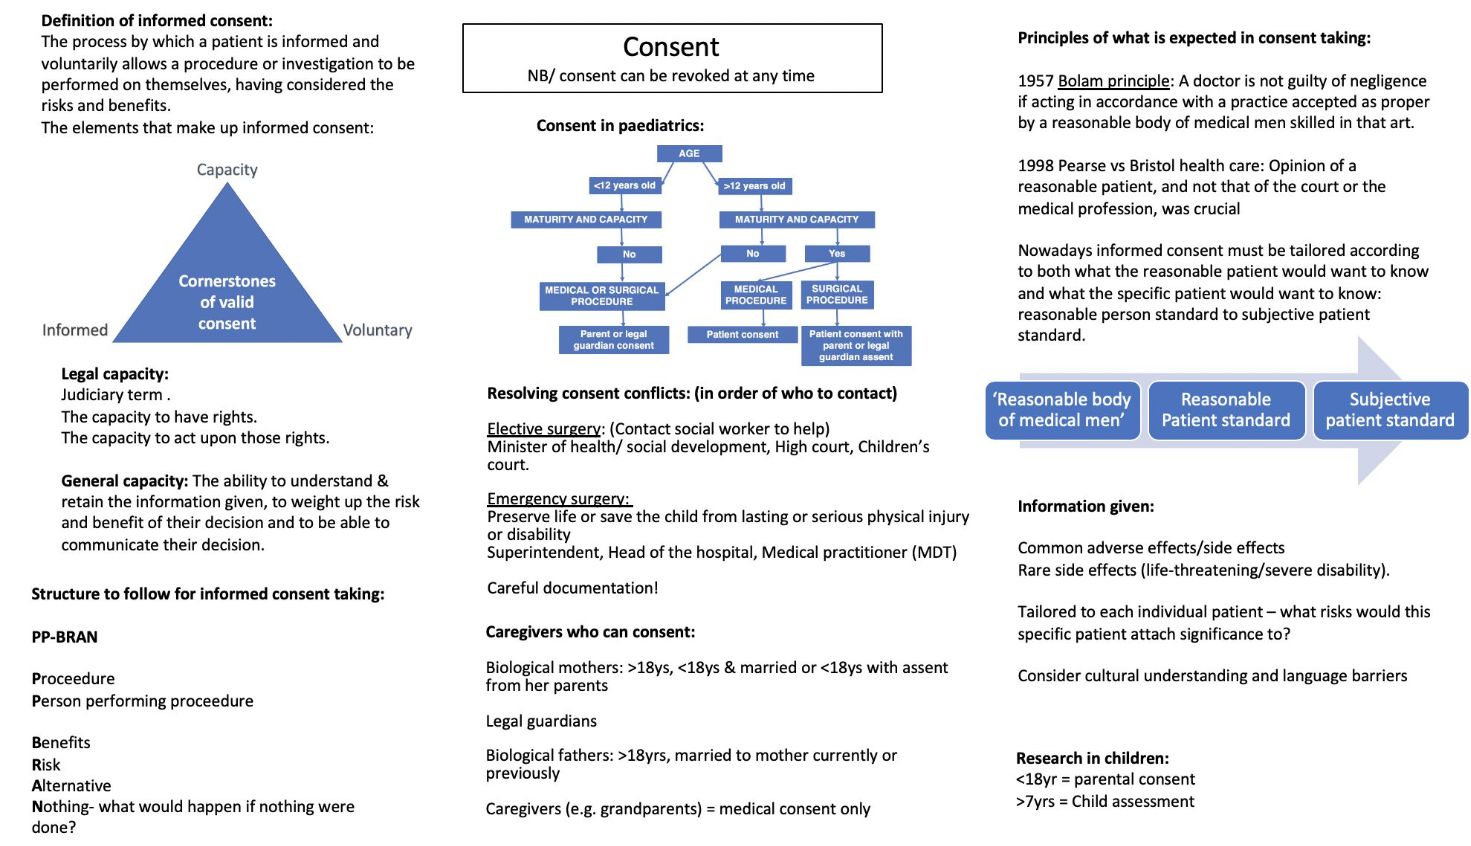 Definition of informed consent:
The process by which a patient is informed and
voluntarily allows a procedure or investigation to be
performed on themselves, having considered the
risks and benefits.
The elements that make up informed consent:
Capacity
Cornerstones
of valid
consent
Informed
Voluntary
Legal capacity:
Judiciary term .
The capacity to have rights.
The capacity to act upon those rights.
General capacity: The ability to understand &
retain the information given, to weight up the risk
and benefit of their decision and to be able to
communicate their decision.
Structure to follow for informed consent taking:
PP-BRAN
Proceedure
Person performing proceedure
Benefits
Risk
Alternative
Nothing- what would happen if nothing were
done?
Consent
NB/ consent can be revoked at any time
Consent in paediatrics:
AGE
<12 years old
>12 years old
MATURITY AND CAPACITY
MATURITY AND CAPACITY
No
No
Yes
MEDICAL OR SURGICAL
PROCEDURE
MEDICAL
PROCEDURE
SURGICAL
PROCEDURE
Parent or legal
guardian consent
Patient consent
Patient consent with
parent or legal
guardian assent
Resolving consent conflicts: (in order of who to contact)
Elective surgery: (Contact social worker to help)
Minister of health/ social development, High court, Children's
court.
Emergency surgery:
Preserve life or save the child from lasting or serious physical injury
or disability
Superintendent, Head of the hospital, Medical practitioner (MDT)
Careful documentation!
Caregivers who can consent:
Biological mothers: >18ys, <18ys & married or <18ys with assent
from her parents
Legal guardians
Biological fathers: >18yrs, married to mother currently or
previously
Caregivers (e.g. grandparents) = medical consent only
Principles of what is expected in consent taking:
1957 Bolam principle: A doctor is not guilty of negligence
if acting in accordance with a practice accepted as proper
by a reasonable body of medical men skilled in that art.
1998 Pearse vs Bristol health care: Opinion of a
reasonable patient, and not that of the court or the
medical profession, was crucial
Nowadays informed consent must be tailored according
to both what the reasonable patient would want to know
and what the specific patient would want to know:
reasonable person standard to subjective patient
standard.
'Reasonable body
of medical men'
Reasonable
Patient standard
Subjective
patient standard
Information given:
Common adverse effects/side effects
Rare side effects (life-threatening/severe disability).
Tailored to each individual patient – what risks would this
specific patient attach significance to?
Consider cultural understanding and language barriers
Research in children:
<18yr = parental consent
>7yrs = Child assessment